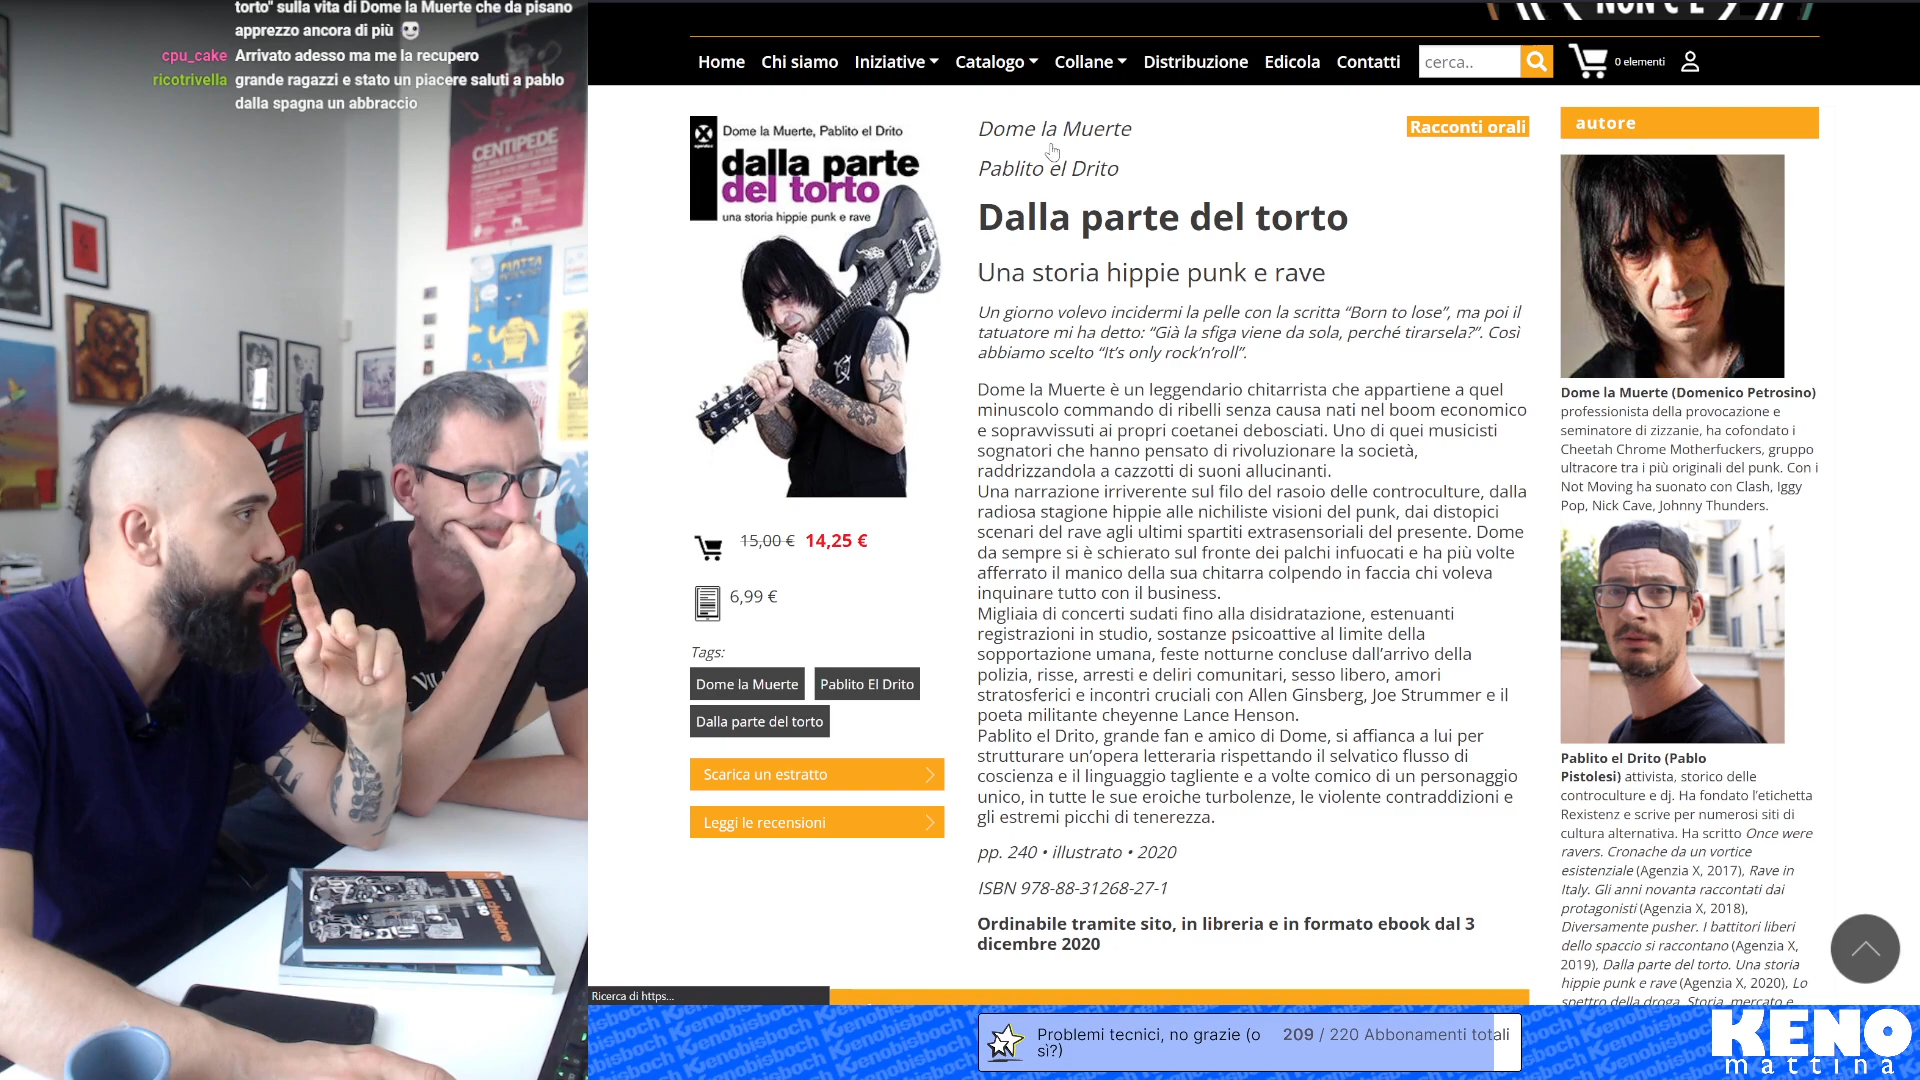 torto" sulla vita di Dome la Muerte che da pisano
apprezzo ancora di più
cpu_cake Arrivato adesso ma me la recupero
ricotrivella grande ragazzi e stato un piacere saluti a pablo
dalla spagna un abbraccio
CENTIPEDE
Home Chi siamo Iniziative Catalogo Collane Distribuzione Edicola Contatti cerca.. 0 elementi
Dome la Muerte, Pablito el Drito
dalla parte
del torto
una storia hippie punk e rave
15,00 € 14,25 €
6,99 €
Tags:
Dome la Muerte Pablito El Drito
Dalla parte del torto
Scarica un estratto
Leggi le recensioni
Dome la Muerte
Racconti orali
Pablito el Drito
Dalla parte del torto
Una storia hippie punk e rave
Un giorno volevo incidermi la pelle con la scritta “Born to lose”, ma poi il
tatuatore mi ha detto: “Già la sfiga viene da sola, perché tirarsela?”. Così
abbiamo scelto “It’s only rock’n’roll”.
Dome la Muerte è un leggendario chitarrista che appartiene a quel
minuscolo commando di ribelli senza causa nati nel boom economico
e sopravvissuti ai propri coetanei debosciati. Uno di quei musicisti
sognatori che hanno pensato di rivoluzionare la società,
raddrizzandola a cazzotti di suoni allucinanti.
Una narrazione irriverente sul filo del rasoio delle controculture, dalla
radiosa stagione hippie alle nichiliste visioni del punk, dai distopici
scenari del rave agli ultimi spartiti extrasensoriali del presente. Dome
da sempre si è schierato sul fronte dei palchi infuocati e ha più volte
afferrato il manico della sua chitarra colpendo in faccia chi voleva
inquinare tutto con il business.
Migliaia di concerti sudati fino alla disidratazione, estenuanti
registrazioni in studio, sostanze psicoattive al limite della
sopportazione umana, feste notturne concluse dall’arrivo della
polizia, risse, arresti e deliri comunitari, sesso libero, amori
stratosferici e incontri cruciali con Allen Ginsberg, Joe Strummer e il
poeta militante cheyenne Lance Henson.
Pablito el Drito, grande fan e amico di Dome, si affianca a lui per
strutturare un’opera letteraria rispettando il selvatico flusso di
coscienza e il linguaggio tagliente e a volte comico di un personaggio
unico, in tutte le sue eroiche turbolenze, le violente contraddizioni e
gli estremi picchi di tenerezza.
pp. 240 • illustrato • 2020
ISBN 978-88-31268-27-1
Ordinabile tramite sito, in libreria e in formato ebook dal 3
dicembre 2020
autore
Dome la Muerte (Domenico Petrosino)
professionista della provocazione e
seminatore di zizzanie, ha cofondato i
Cheetah Chrome Motherfuckers, gruppo
ultracore tra i più originali del punk. Con i
Not Moving ha suonato con Clash, Iggy
Pop, Nick Cave, Johnny Thunders.
Pablito el Drito (Pablo
Pistolesi) attivista, storico delle
controculture e dj. Ha fondato l’etichetta
Rexistenz e scrive per numerosi siti di
cultura alternativa. Ha scritto Once were
ravers. Cronache da un vortice
esistenziale (Agenzia X, 2017), Rave in
Italy. Gli anni novanta raccontati dai
protagonisti (Agenzia X, 2018),
Diversamente pusher. I battitori liberi
dello spaccio si raccontano (Agenzia X,
2019), Dalla parte del torto. Una storia
hippie punk e rave (Agenzia X, 2020), Lo
spettro della droga. Storia, mercato e
Ricerca di https...
Problemi tecnici, no grazie (o
sì?)
209 / 220 Abbonamenti totali
KENO
mattina